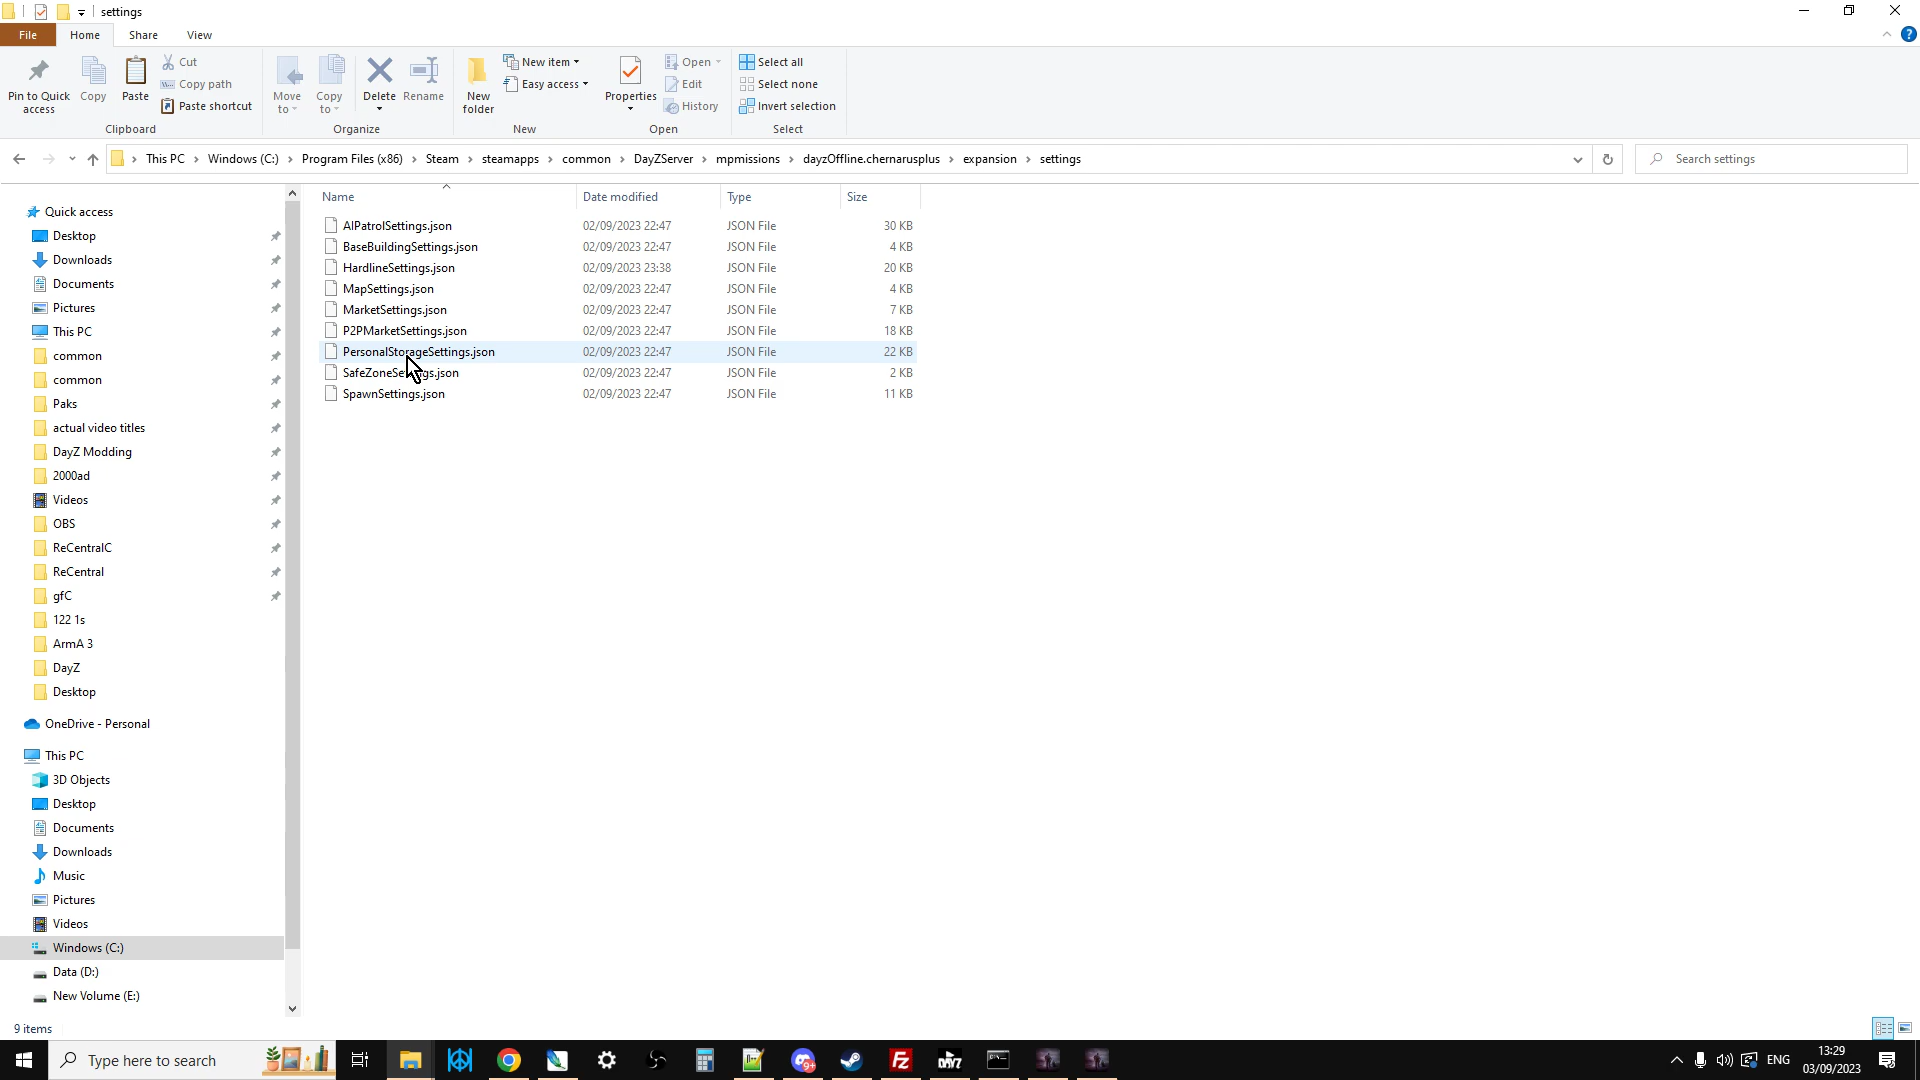 settings
File Home Share View
Pin to Quick access
Copy
Paste
Cut
Copy path
Paste shortcut
Clipboard
Move to
Copy to
Delete
Rename
Organize
New folder
New item
Easy access
New
Properties
Open
Edit
History
Open
Select all
Select none
Invert selection
Select
This PC > Windows (C:) > Program Files (x86) > Steam > steamapps > common > DayZServer > mpmissions > dayzOffline.chernarusplus > expansion > settings
Search settings
Name Date modified Type Size
AIPatrolSettings.json 02/09/2023 22:47 JSON File 30 KB
BaseBuildingSettings.json 02/09/2023 22:47 JSON File 4 KB
HardlineSettings.json 02/09/2023 23:38 JSON File 20 KB
MapSettings.json 02/09/2023 22:47 JSON File 4 KB
MarketSettings.json 02/09/2023 22:47 JSON File 7 KB
P2PMarketSettings.json 02/09/2023 22:47 JSON File 18 KB
PersonalStorageSettings.json 02/09/2023 22:47 JSON File 22 KB
SafeZoneSettings.json 02/09/2023 22:47 JSON File 2 KB
SpawnSettings.json 02/09/2023 22:47 JSON File 11 KB
Quick access
Desktop
Downloads
Documents
Pictures
This PC
common
common
Paks
actual video titles
DayZ Modding
2000ad
Videos
OBS
ReCentralC
ReCentral
gfC
122 1s
ArmA 3
DayZ
Desktop
OneDrive - Personal
This PC
3D Objects
Desktop
Documents
Downloads
Music
Pictures
Videos
Windows (C:)
Data (D:)
New Volume (E:)
9 items
Type here to search
9+
DAYZ
ENG
13:29
03/09/2023